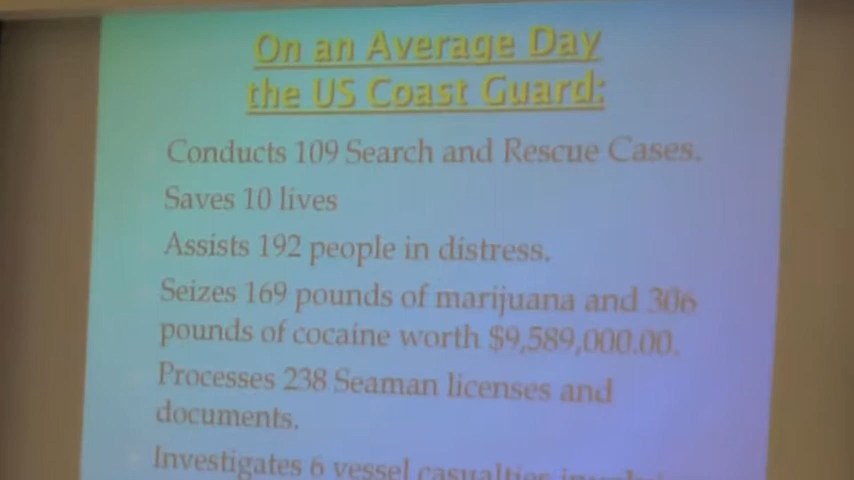 On an Average Day
the US Coast Guard:
Conducts 109 Search and Rescue Cases.
Saves 10 lives
Assists 192 people in distress.
Seizes 169 pounds of marijuana and 306
pounds of cocaine worth $9,589,000.00.
Processes 238 Seaman licenses and
documents.
Investigates 6 vessel casualties